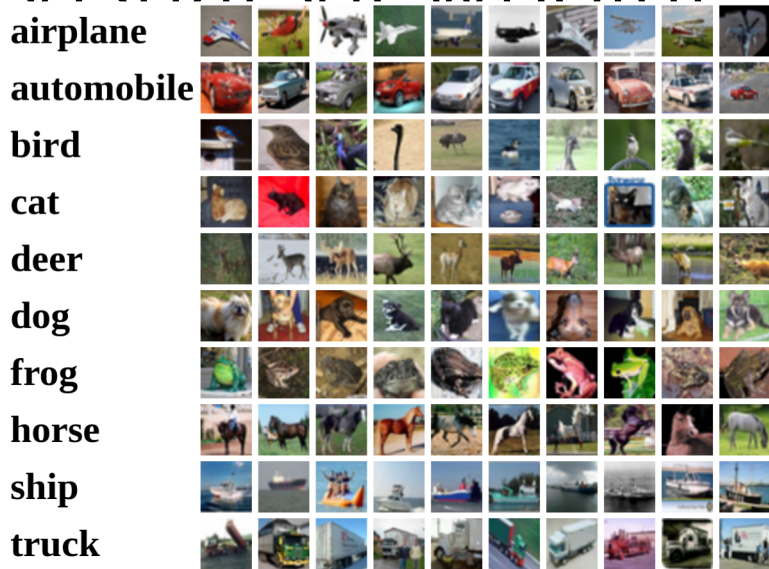 airplane
automobile
bird
cat
deer
dog
frog
horse
ship
truck